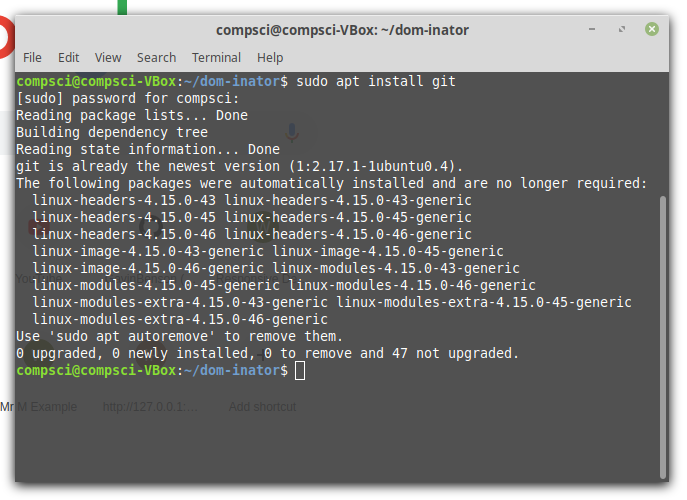 compsci@compsci-VBox: ~/dom-inator
File Edit View Search Terminal Help
compsci@compsci-VBox:~/dom-inator$ sudo apt install git
[sudo] password for compsci:
Reading package lists... Done
Building dependency tree
Reading state information... Done
git is already the newest version (1:2.17.1-1ubuntu0.4).
The following packages were automatically installed and are no longer required:
  linux-headers-4.15.0-43 linux-headers-4.15.0-43-generic
  linux-headers-4.15.0-45 linux-headers-4.15.0-45-generic
  linux-headers-4.15.0-46 linux-headers-4.15.0-46-generic
  linux-image-4.15.0-43-generic linux-image-4.15.0-45-generic
  linux-image-4.15.0-46-generic linux-modules-4.15.0-43-generic
  linux-modules-4.15.0-45-generic linux-modules-4.15.0-46-generic
  linux-modules-extra-4.15.0-43-generic linux-modules-extra-4.15.0-45-generic
  linux-modules-extra-4.15.0-46-generic
Use 'sudo apt autoremove' to remove them.
0 upgraded, 0 newly installed, 0 to remove and 47 not upgraded.
compsci@compsci-VBox:~/dom-inator$
Mr M Example http://127.0.0.1:... Add shortcut